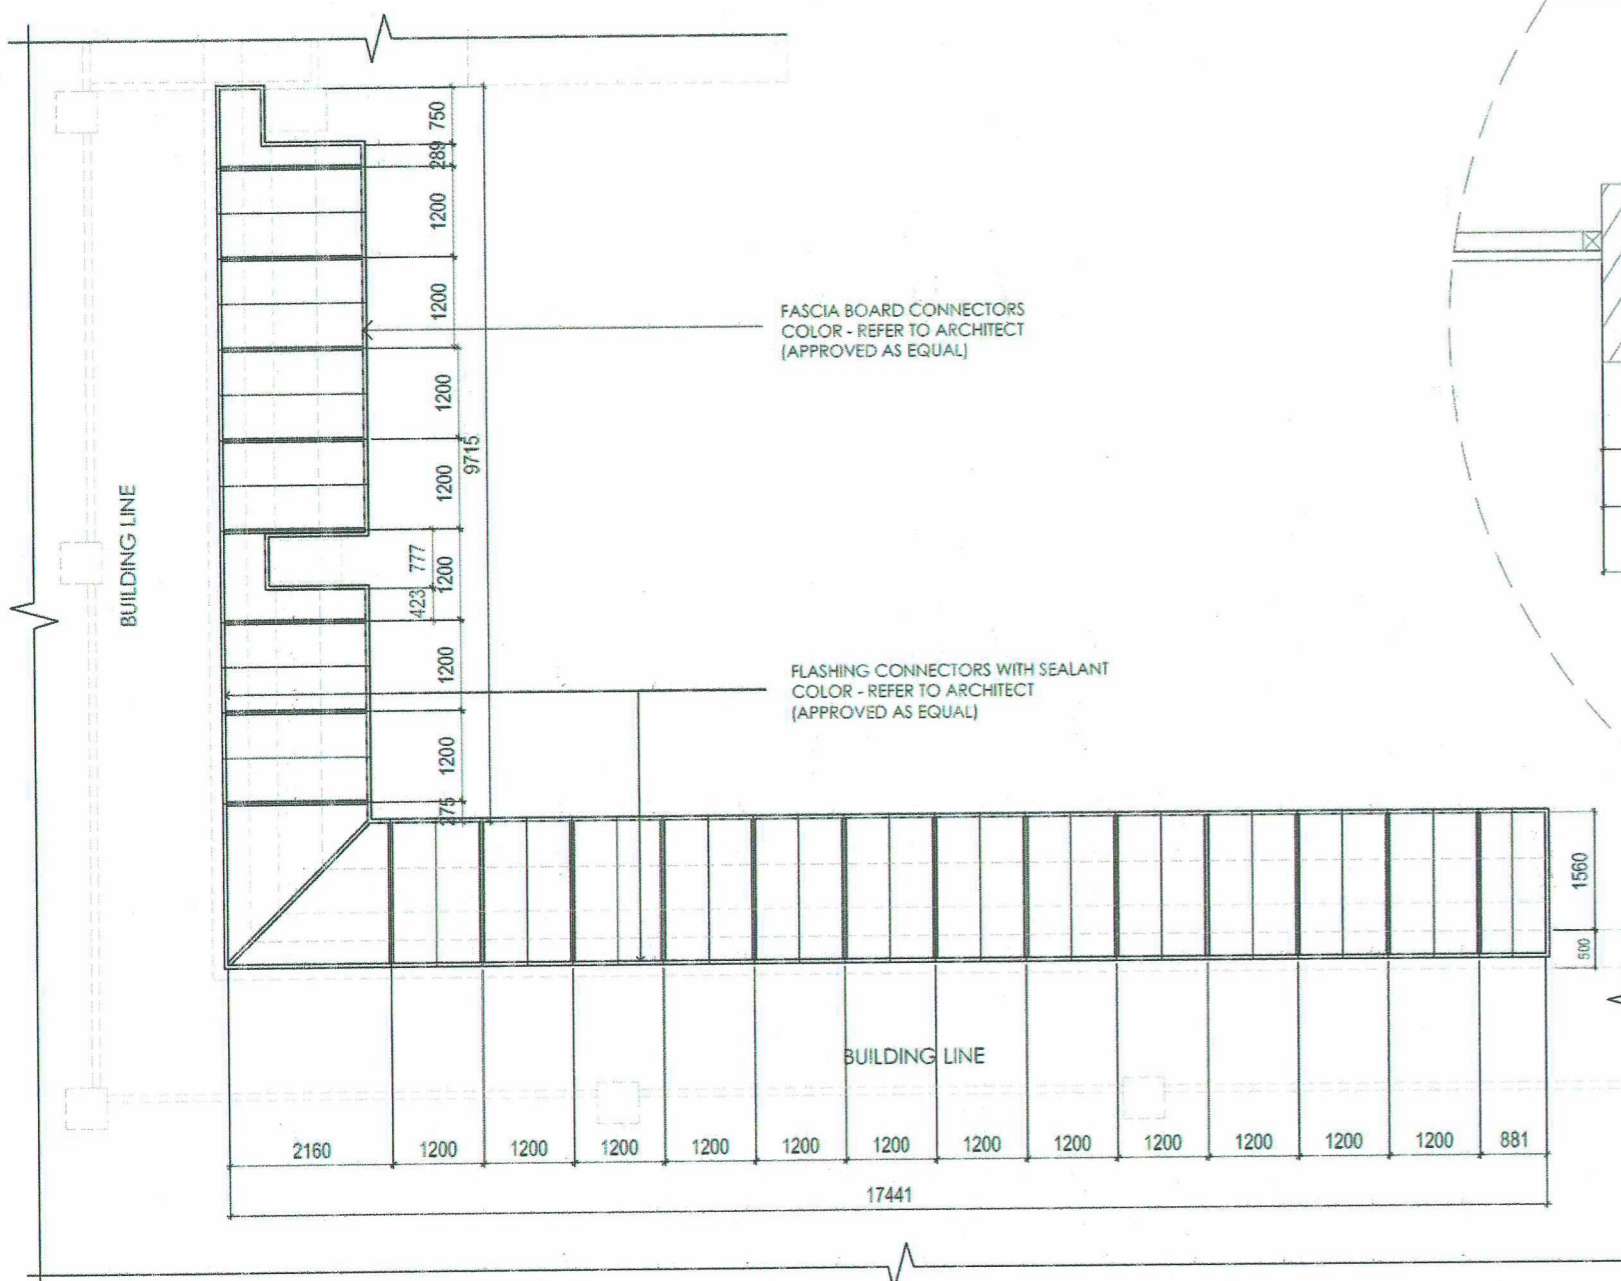 750
289
1200
1200
1200
9715
1200
777
1200
423
1200
1200
275
FASCIA BOARD CONNECTORS
COLOR - REFER TO ARCHITECT
(APPROVED AS EQUAL)
BUILDING LINE
FLASHING CONNECTORS WITH SEALANT
COLOR - REFER TO ARCHITECT
(APPROVED AS EQUAL)
1560
500
BUILDING LINE
2160 1200 1200 1200 1200 1200 1200 1200 1200 1200 1200 1200 1200 881
17441